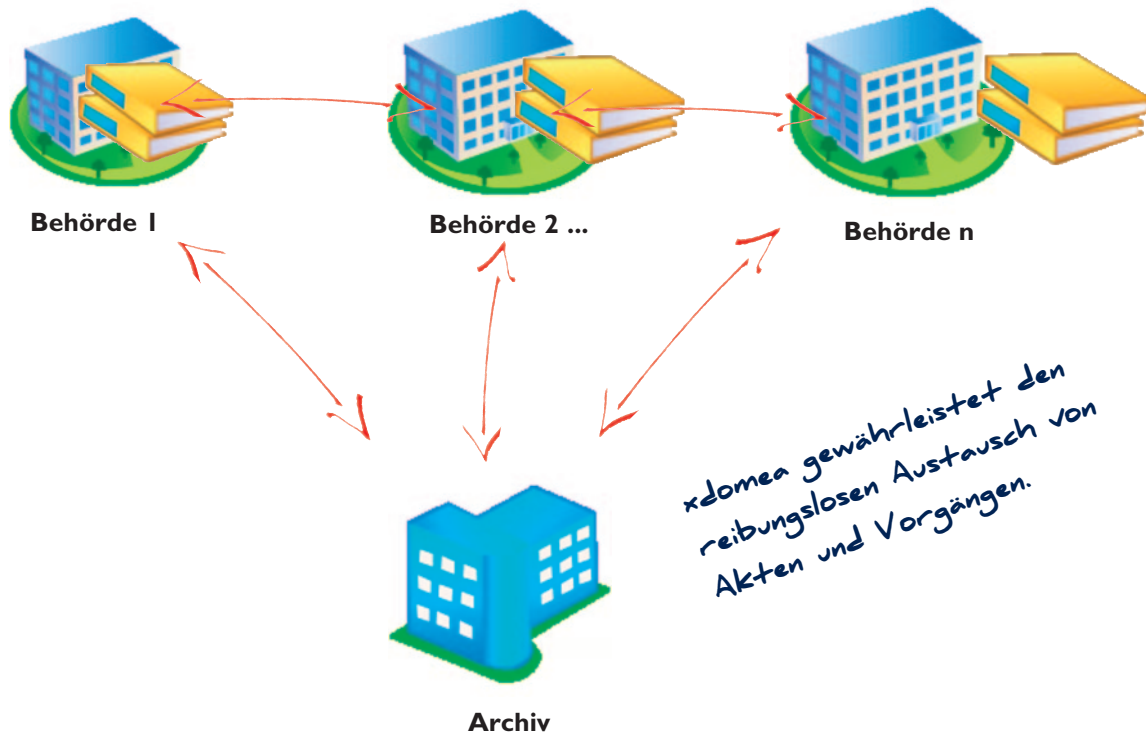 Behörde 1
Behörde 2 ...
Behörde n
xdomea gewährleistet den
reibungslosen Austausch von
Akten und Vorgängen.
Archiv